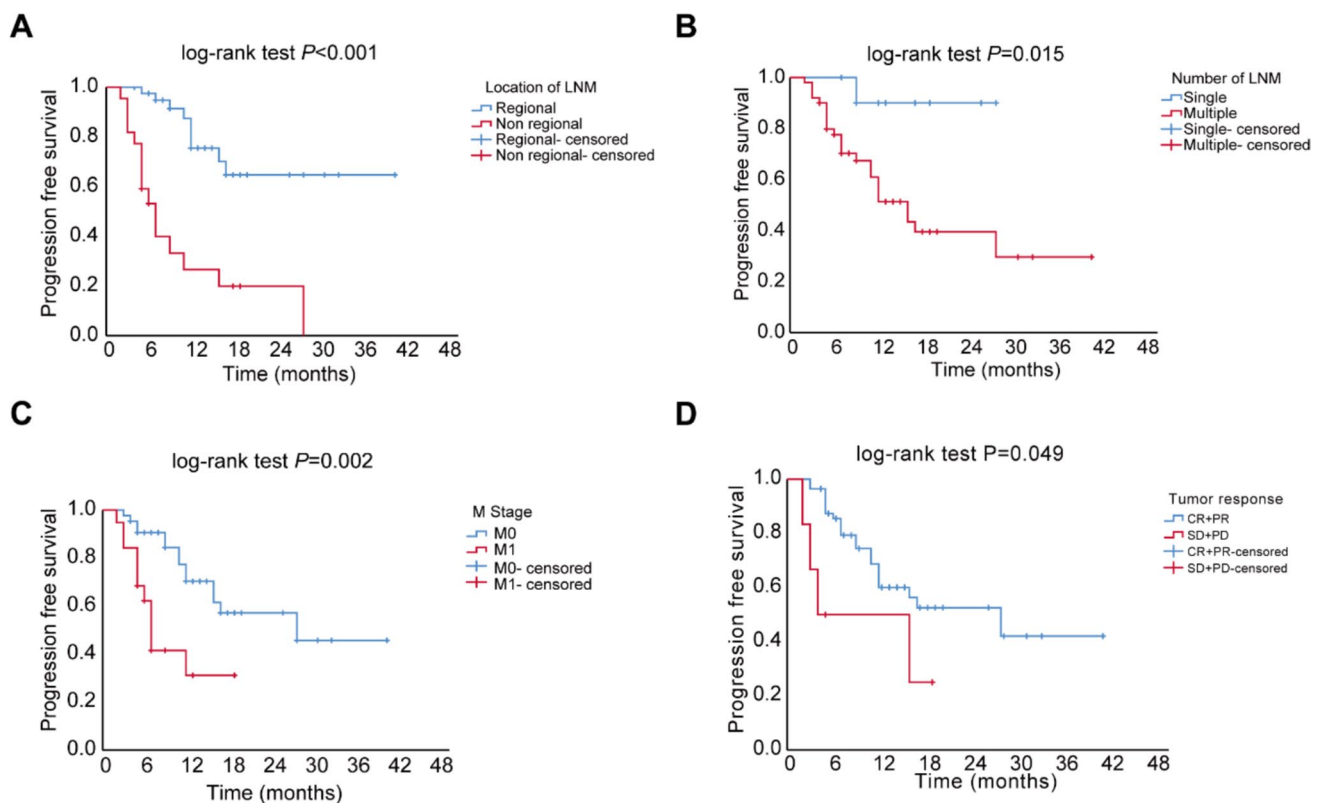 A
log-rank test P<0.001
Progression free survival
1.0
0.8
0.6
0.4
0.2
0.0
0 6 12 18 24 30 36 42 48
Time (months)
Location of LNM
Regional
Non regional
Regional- censored
Non regional- censored
B
log-rank test P=0.015
Progression free survival
1.0
0.8
0.6
0.4
0.2
0.0
0 6 12 18 24 30 36 42 48
Time (months)
Number of LNM
Single
Multiple
Single- censored
Multiple- censored
C
log-rank test P=0.002
Progression free survival
1.0
0.8
0.6
0.4
0.2
0.0
0 6 12 18 24 30 36 42 48
Time (months)
M Stage
M0
M1
M0- censored
M1- censored
D
log-rank test P=0.049
Progression free survival
1.0
0.8
0.6
0.4
0.2
0.0
0 6 12 18 24 30 36 42 48
Time (months)
Tumor response
CR+PR
SD+PD
CR+PR-censored
SD+PD-censored